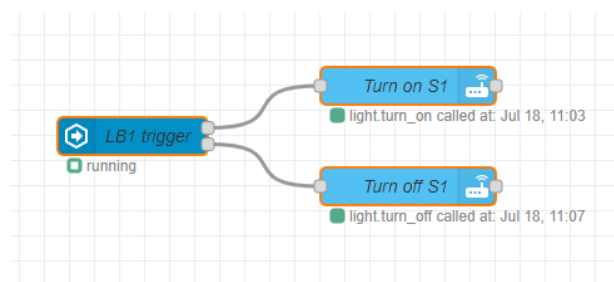 Turn on S1
light.turn_on called at: Jul 18, 11:03
LB1 trigger
running
Turn off S1
light.turn_off called at: Jul 18, 11:07